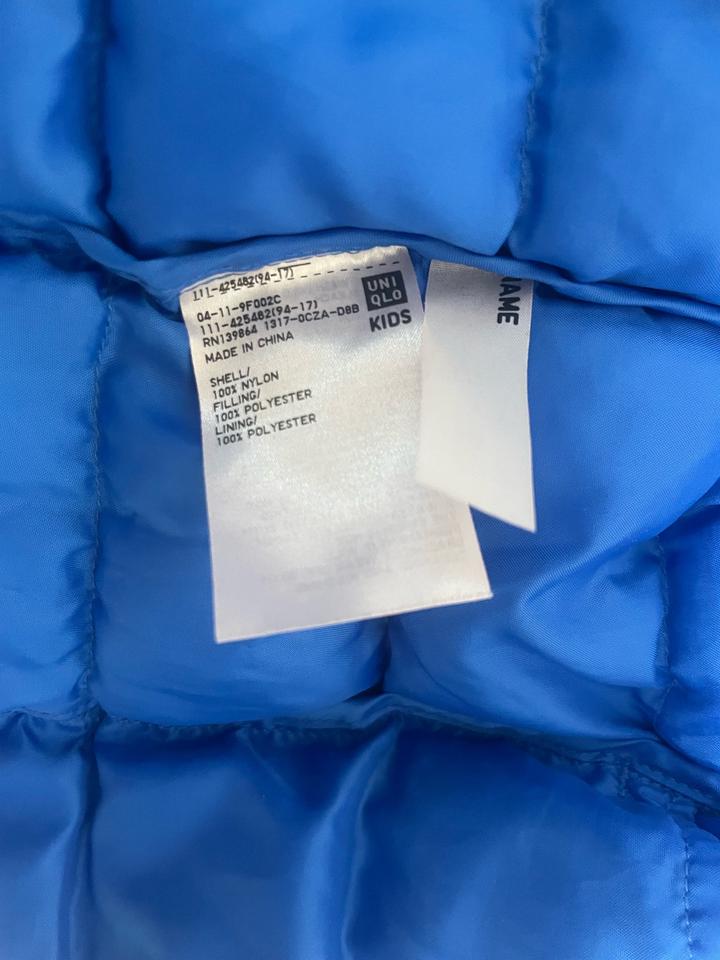 111-425482(94-17)
04-11-9F002C
111-425482(94-17)
RN139864 1317-0CZA-D8B
MADE IN CHINA
SHELL/
100% NYLON
FILLING/
100% POLYESTER
LINING/
100% POLYESTER
UNI
QLO
KIDS
NAME